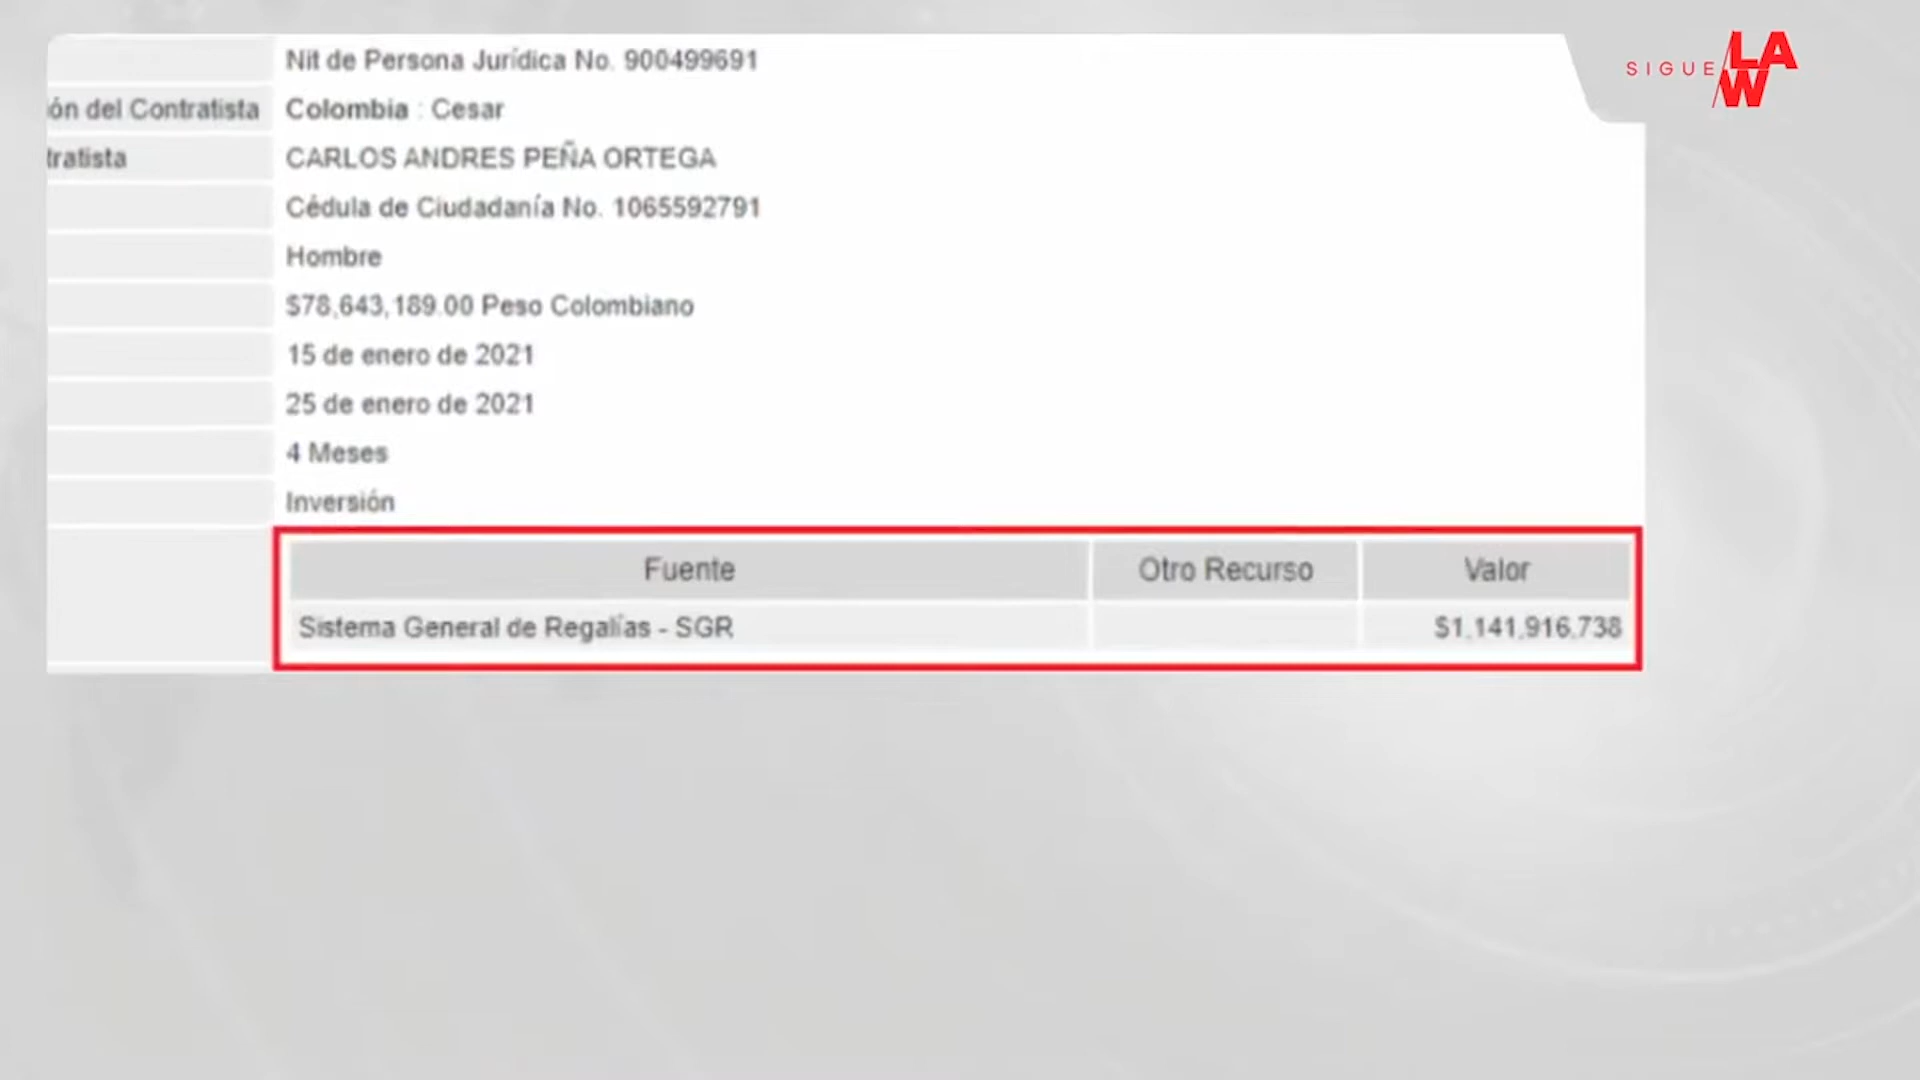 SIGUE LA W
Nit de Persona Jurídica No. 900499691
ón del Contratista Colombia : Cesar
tratista CARLOS ANDRES PEÑA ORTEGA
Cédula de Ciudadanía No. 1065592791
Hombre
$78,643,189.00 Peso Colombiano
15 de enero de 2021
25 de enero de 2021
4 Meses
Inversión
Fuente Otro Recurso Valor
Sistema General de Regalías - SGR $1,141,916,738